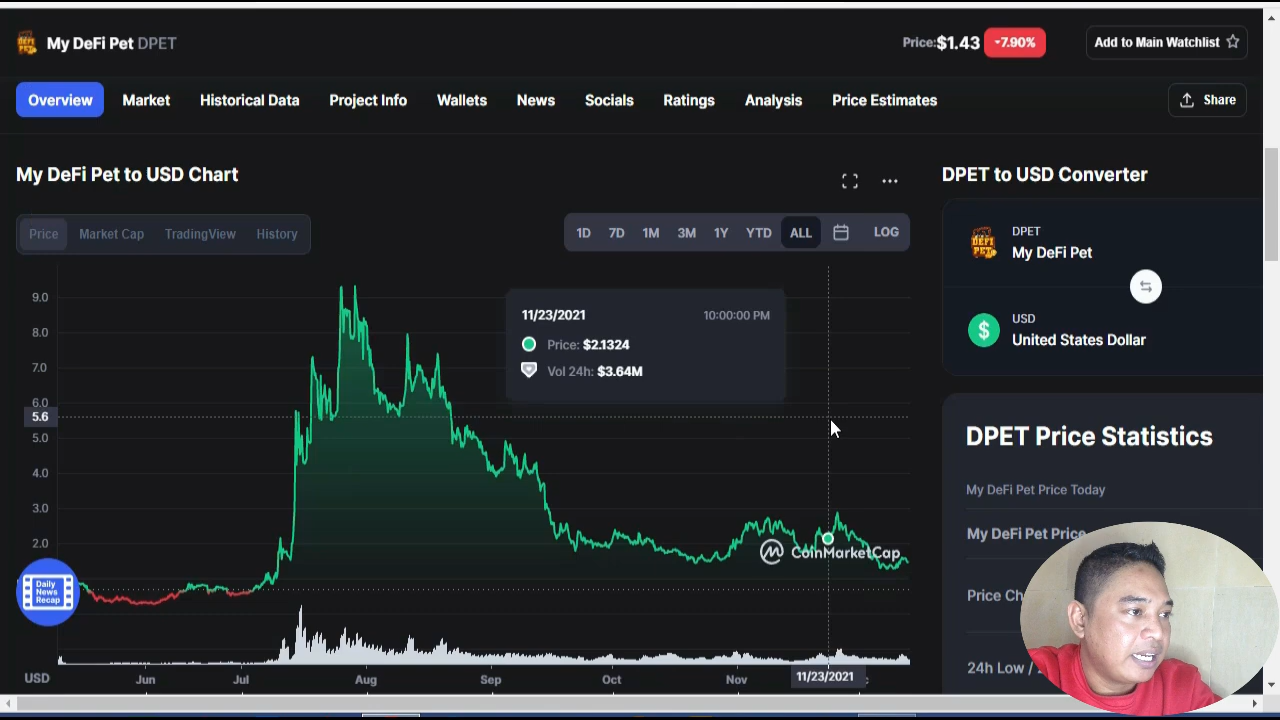 My DeFi Pet DPET
Price:$1.43 -7.90%
Add to Main Watchlist
Overview Market Historical Data Project Info Wallets News Socials Ratings Analysis Price Estimates
Share
My DeFi Pet to USD Chart
Price Market Cap TradingView History
1D 7D 1M 3M 1Y YTD ALL LOG
9.0
8.0
7.0
6.0
5.6
5.0
4.0
3.0
2.0
11/23/2021 10:00:00 PM
Price: $2.1324
Vol 24h: $3.64M
CoinMarketCap
Daily
News
Recap
USD Jun Jul Aug Sep Oct Nov 11/23/2021
DPET to USD Converter
DPET
My DeFi Pet
USD
United States Dollar
DPET Price Statistics
My DeFi Pet Price Today
My DeFi Pet Price
Price Ch
24h Low /